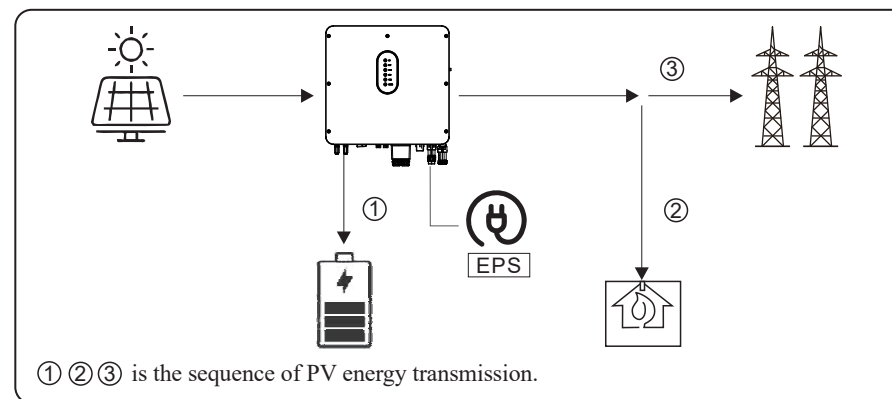 ③
①
②
EPS
① ② ③ is the sequence of PV energy transmission.